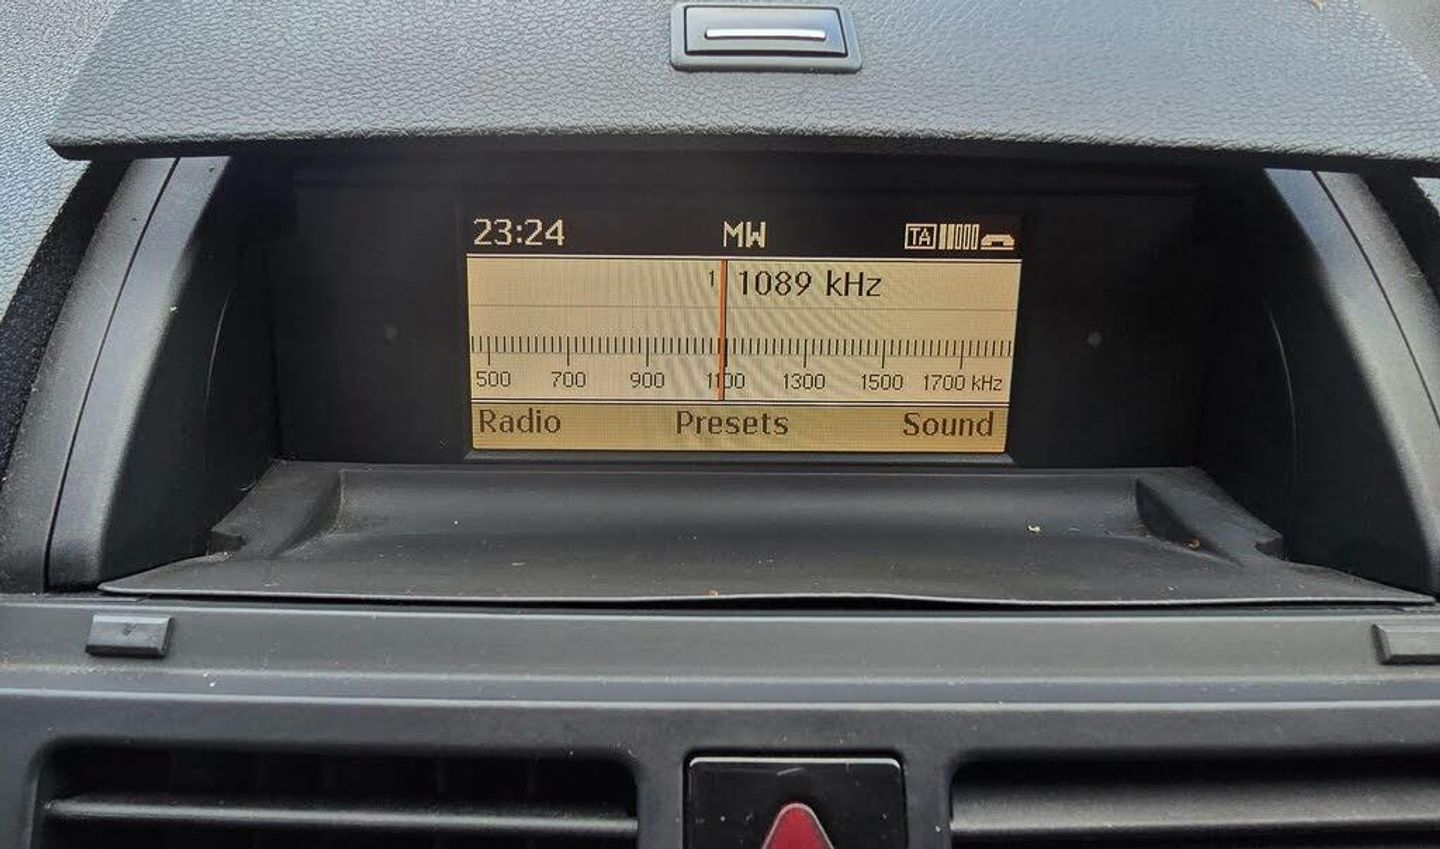 23:24 MW TA
1 1089 kHz
500 700 900 1100 1300 1500 1700 kHz
Radio Presets Sound